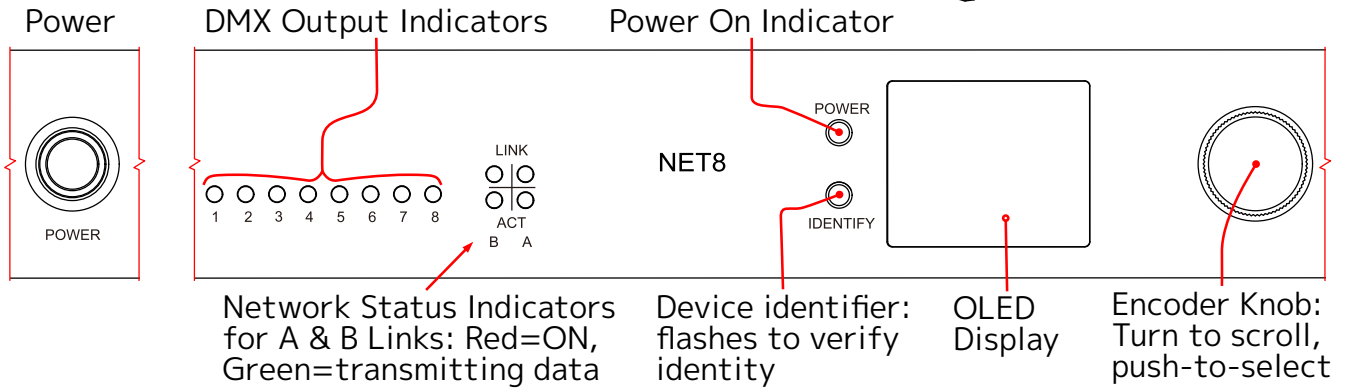 Power
DMX Output Indicators
Power On Indicator
POWER
LINK
NET8
1 2 3 4 5 6 7 8
POWER
ACT
B A
IDENTIFY
Network Status Indicators
for A & B Links: Red=ON,
Green=transmitting data
Device identifier:
flashes to verify
identity
OLED
Display
Encoder Knob:
Turn to scroll,
push-to-select